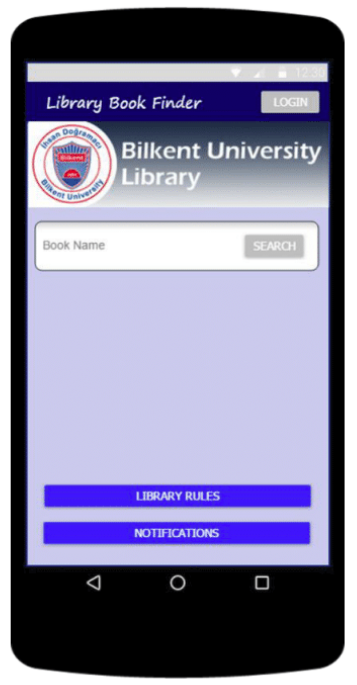 12:30
Library Book Finder
LOGIN
İhsan Doğramacı
Bilkent
Bilkent University
Bilkent University
Library
Book Name
SEARCH
LIBRARY RULES
NOTIFICATIONS